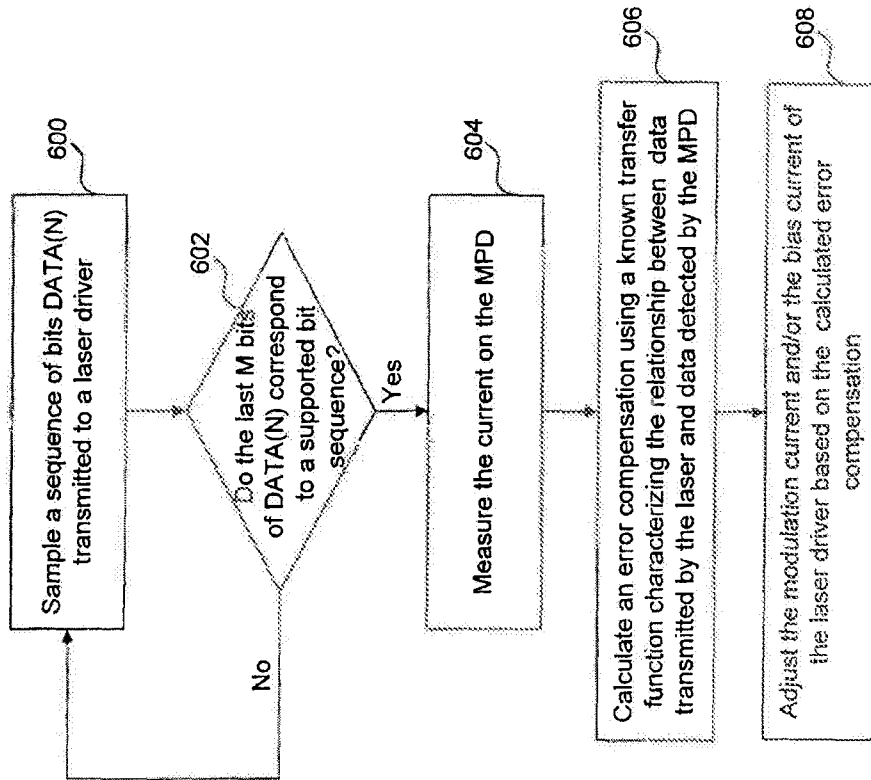 600
Sample a sequence of bits DATA(N)
transmitted to a laser driver
602
Do the last M bits
of DATA(N) correspond
to a supported bit
sequence?
No
Yes
604
Measure the current on the MPD
606
Calculate an error compensation using a known transfer
function characterizing the relationship between data
transmitted by the laser and data detected by the MPD
608
Adjust the modulation current and/or the bias current of
the laser driver based on the calculated error
compensation